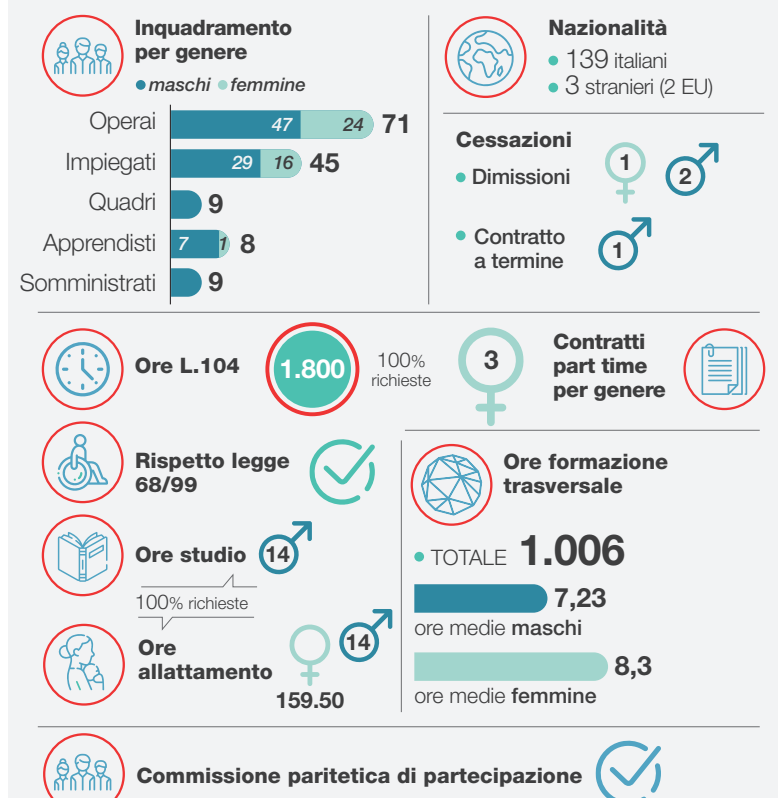 Inquadramento
per genere
• maschi • femmine
Operai 47 24 71
Impiegati 29 16 45
Quadri 9
Apprendisti 7 1 8
Somministrati 9
Nazionalità
• 139 italiani
• 3 stranieri (2 EU)
Cessazioni
• Dimissioni 1 2
• Contratto
a termine 1
Ore L.104 1.800 100%
richieste
3 Contratti
part time
per genere
Rispetto legge
68/99
Ore studio 14
100% richieste
Ore
allattamento 14
159.50
Ore formazione
trasversale
• TOTALE 1.006
7,23
ore medie maschi
8,3
ore medie femmine
Commissione paritetica di partecipazione